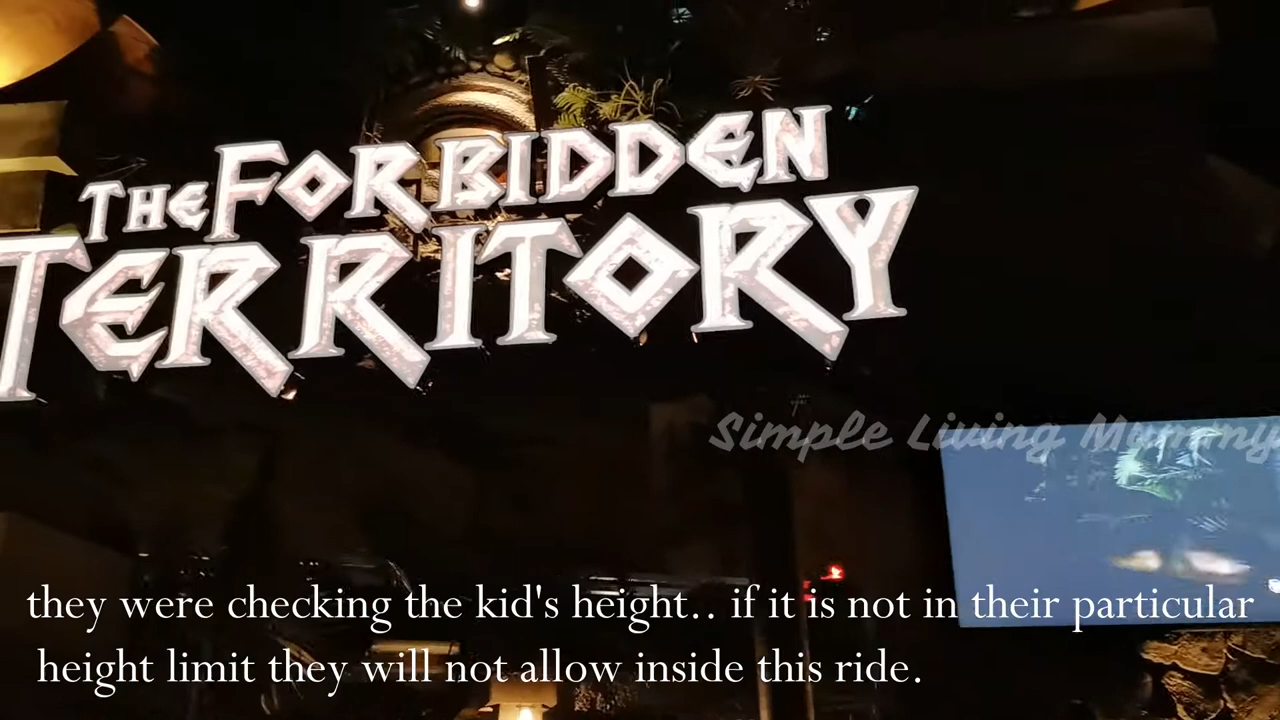 THE FORBIDDEN
TERRITORY
Simple Living Mummy
they were checking the kid's height.. if it is not in their particular
height limit they will not allow inside this ride.